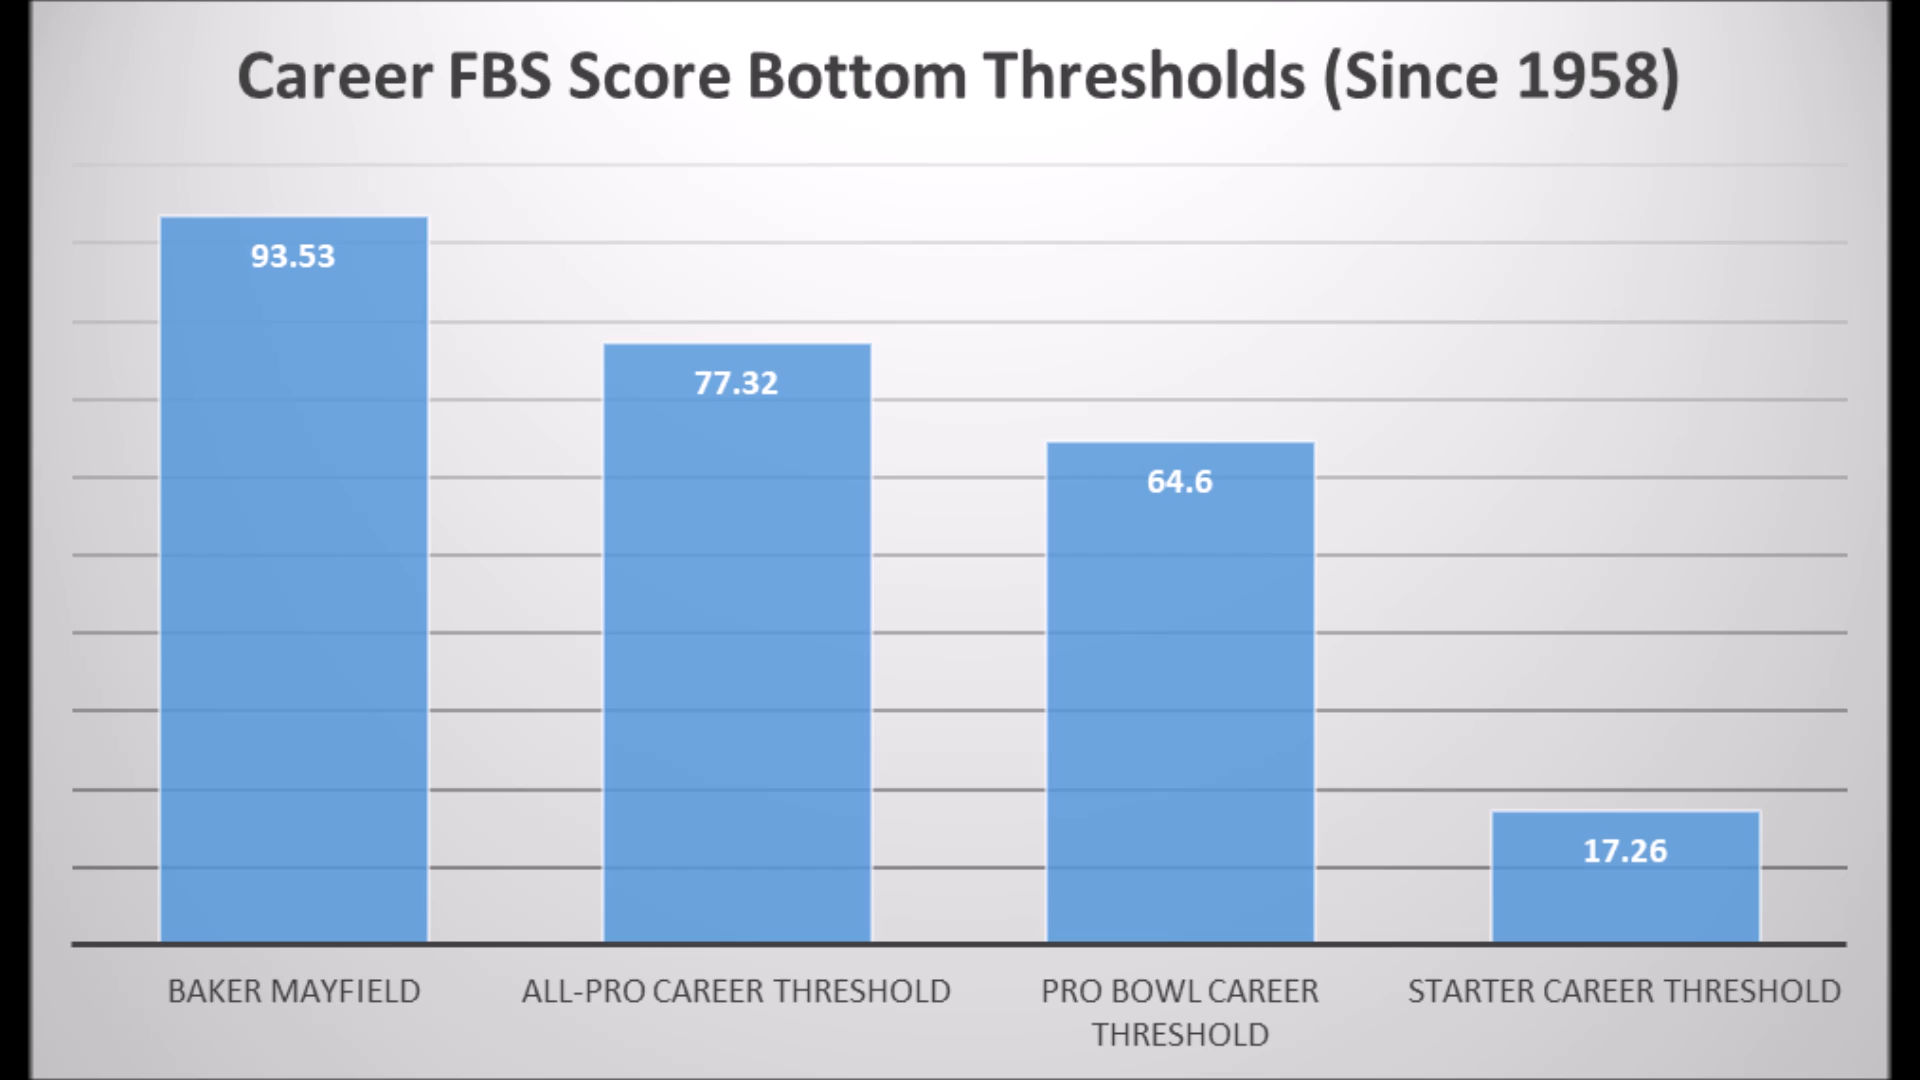 Career FBS Score Bottom Thresholds (Since 1958)
93.53
77.32
64.6
17.26
BAKER MAYFIELD
ALL-PRO CAREER THRESHOLD
PRO BOWL CAREER
THRESHOLD
STARTER CAREER THRESHOLD